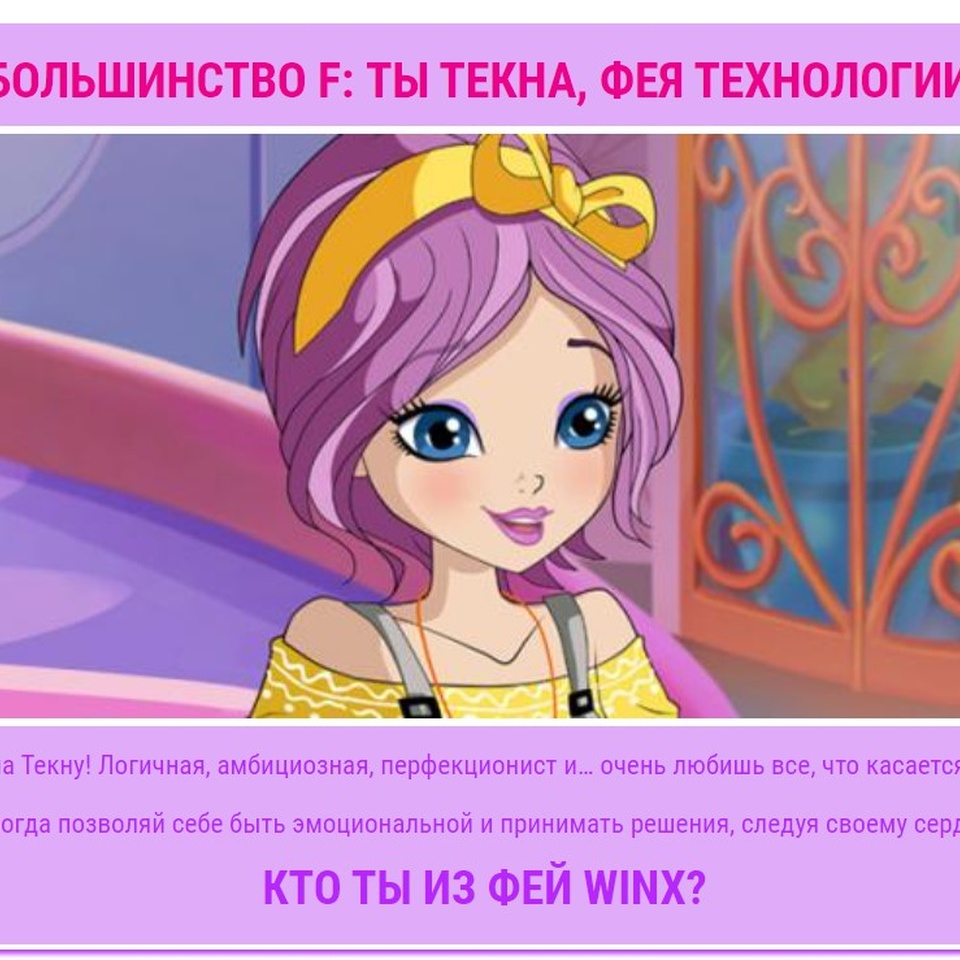 БОЛЬШИНСТВО F: ТЫ ТЕКНА, ФЕЯ ТЕХНОЛОГИИ
а Текну! Логичная, амбициозная, перфекционист и... очень любишь все, что касается
огда позволяй себе быть эмоциональной и принимать решения, следуя своему серд
КТО ТЫ ИЗ ФЕЙ WINX?